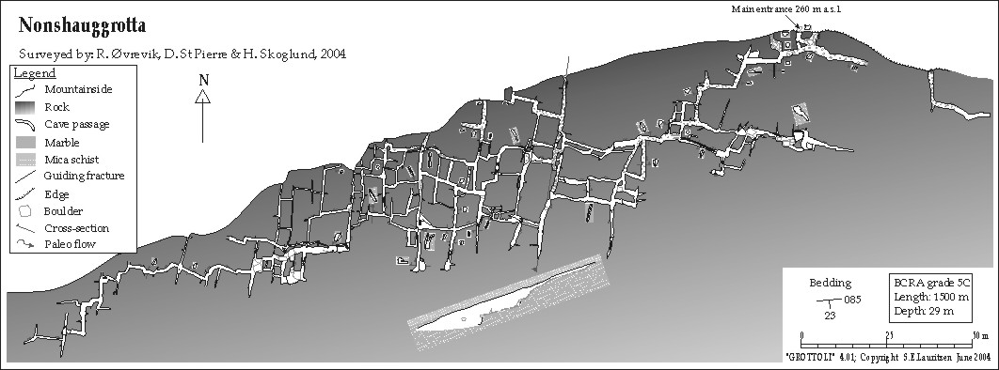 Nonshauggrotta
Surveyed by: R. Øvrevik, D. St Pierre & H. Skoglund, 2004
Main entrance 260 m a.s.l
Legend
Mountainside
Rock
Cave passage
Marble
Mica schist
Guiding fracture
Edge
Boulder
Cross-section
Paleo flow
N
Bedding
085
23
BCRA grade 5C
Length: 1500 m
Depth: 29 m
0 25 50 m
"GROTTOLF" 4.01; Copyright S.E.Lauritzen June 2004